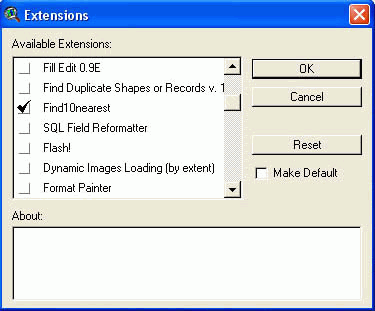 Extensions
Available Extensions:
Fill Edit 0.9E
Find Duplicate Shapes or Records v. 1
Find10nearest
SQL Field Reformatter
Flash!
Dynamic Images Loading (by extent)
Format Painter
OK
Cancel
Reset
Make Default
About: